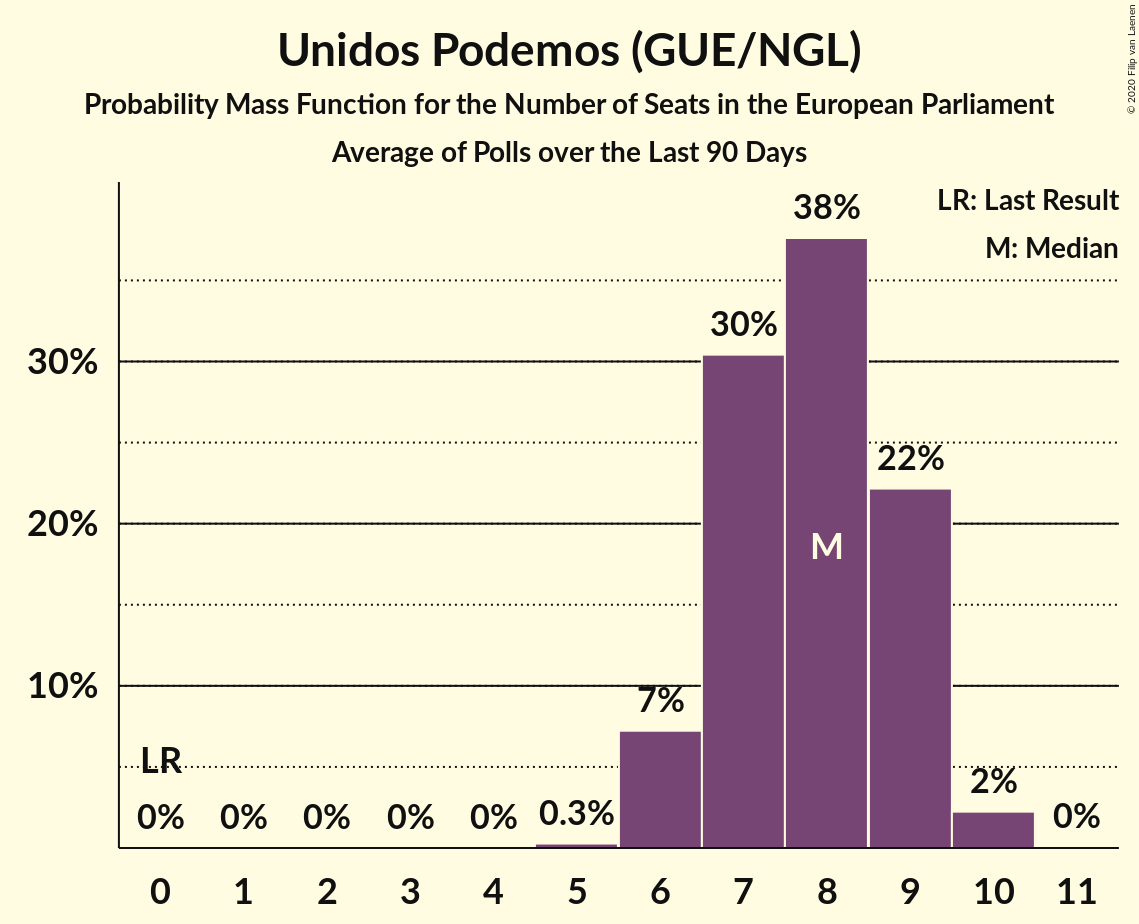 Unidos Podemos (GUE/NGL)
Probability Mass Function for the Number of Seats in the European Parliament
Average of Polls over the Last 90 Days
© 2020 Filip van Laenen
LR: Last Result
M: Median
38%
30%
30%
22%
20%
M
10%
7%
LR
2%
0% 0% 0% 0% 0% 0.3% 0%
0 1 2 3 4 5 6 7 8 9 10 11